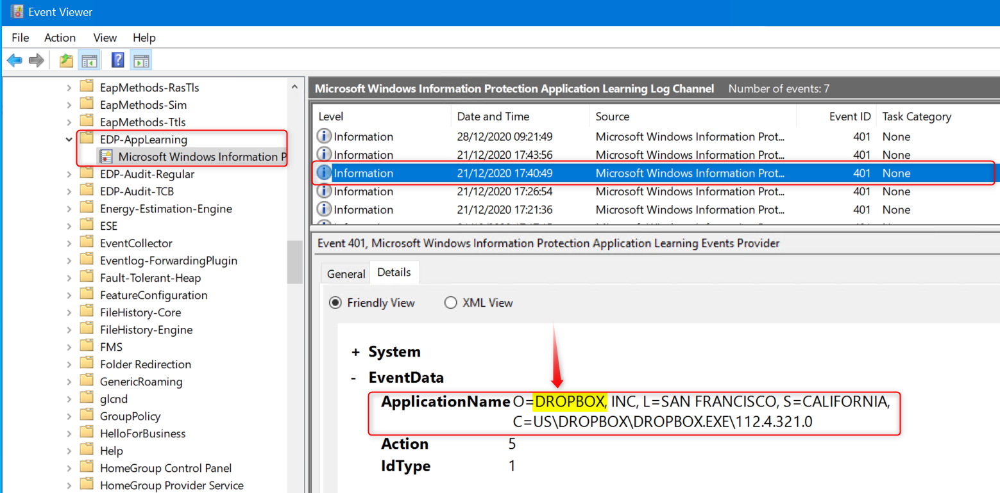 Event Viewer
File Action View Help
EapMethods-RasTls
EapMethods-Sim
EapMethods-Ttls
EDP-AppLearning
Microsoft Windows Information P
EDP-Audit-Regular
EDP-Audit-TCB
Energy-Estimation-Engine
ESE
EventCollector
Eventlog-ForwardingPlugin
Fault-Tolerant-Heap
FeatureConfiguration
FileHistory-Core
FileHistory-Engine
FMS
Folder Redirection
GenericRoaming
glcnd
GroupPolicy
HelloForBusiness
Help
HomeGroup Control Panel
HomeGroup Provider Service
Microsoft Windows Information Protection Application Learning Log Channel Number of events: 7
Level Date and Time Source Event ID Task Category
Information 28/12/2020 09:21:49 Microsoft Windows Information Prot... 401 None
Information 21/12/2020 17:43:56 Microsoft Windows Information Prot... 401 None
Information 21/12/2020 17:40:49 Microsoft Windows Information Prot... 401 None
Information 21/12/2020 17:26:54 Microsoft Windows Information Prot... 401 None
Information 21/12/2020 17:21:36 Microsoft Windows Information Prot... 401 None
Event 401, Microsoft Windows Information Protection Application Learning Events Provider
General Details
Friendly View XML View
+ System
- EventData
ApplicationName O=DROPBOX, INC, L=SAN FRANCISCO, S=CALIFORNIA,
C=US\DROPBOX\DROPBOX.EXE\112.4.321.0
Action 5
IdType 1